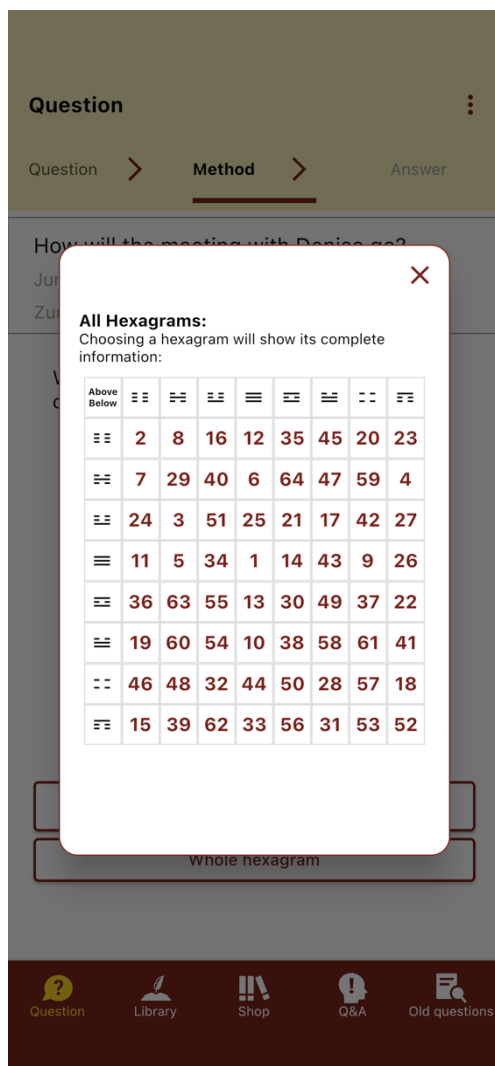 Question
Question
Method
Answer
How will the meeting with Denise go?
Jun
Zur
All Hexagrams:
Choosing a hexagram will show its complete
information:
Above
Below
2 8 16 12 35 45 20 23
7 29 40 6 64 47 59 4
24 3 51 25 21 17 42 27
11 5 34 1 14 43 9 26
36 63 55 13 30 49 37 22
19 60 54 10 38 58 61 41
46 48 32 44 50 28 57 18
15 39 62 33 56 31 53 52
Whole hexagram
Question Library Shop Q&A Old questions